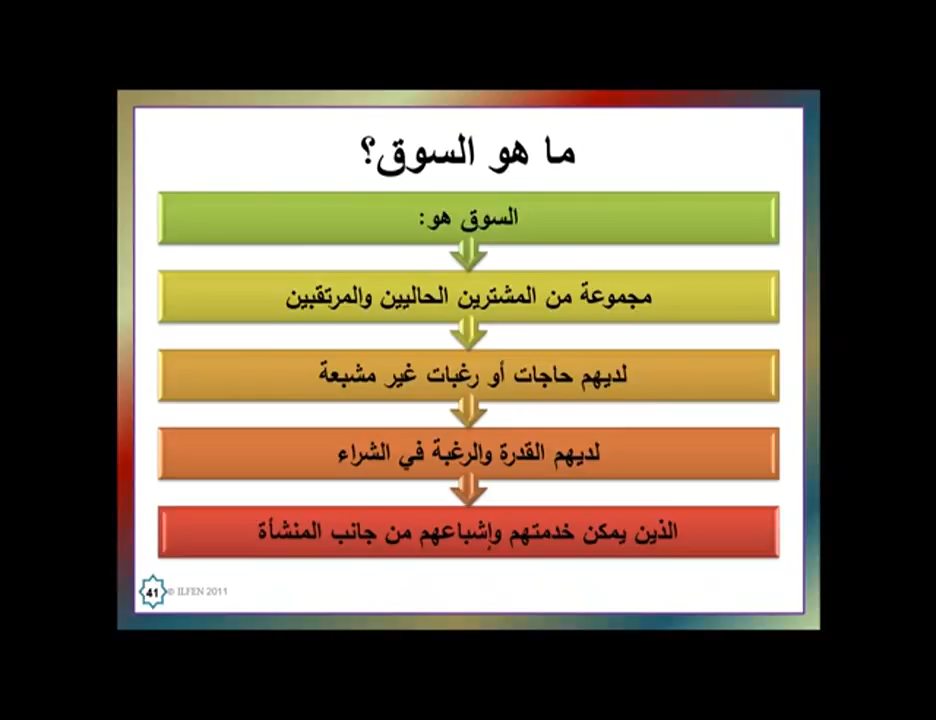 ما هو السوق؟
السوق هو:
مجموعة من المشترين الحاليين والمرتقبين
لديهم حاجات أو رغبات غير مشبعة
لديهم القدرة والرغبة في الشراء
الذين يمكن خدمتهم وإشباعهم من جانب المنشأة
41 © ILFEN 2011